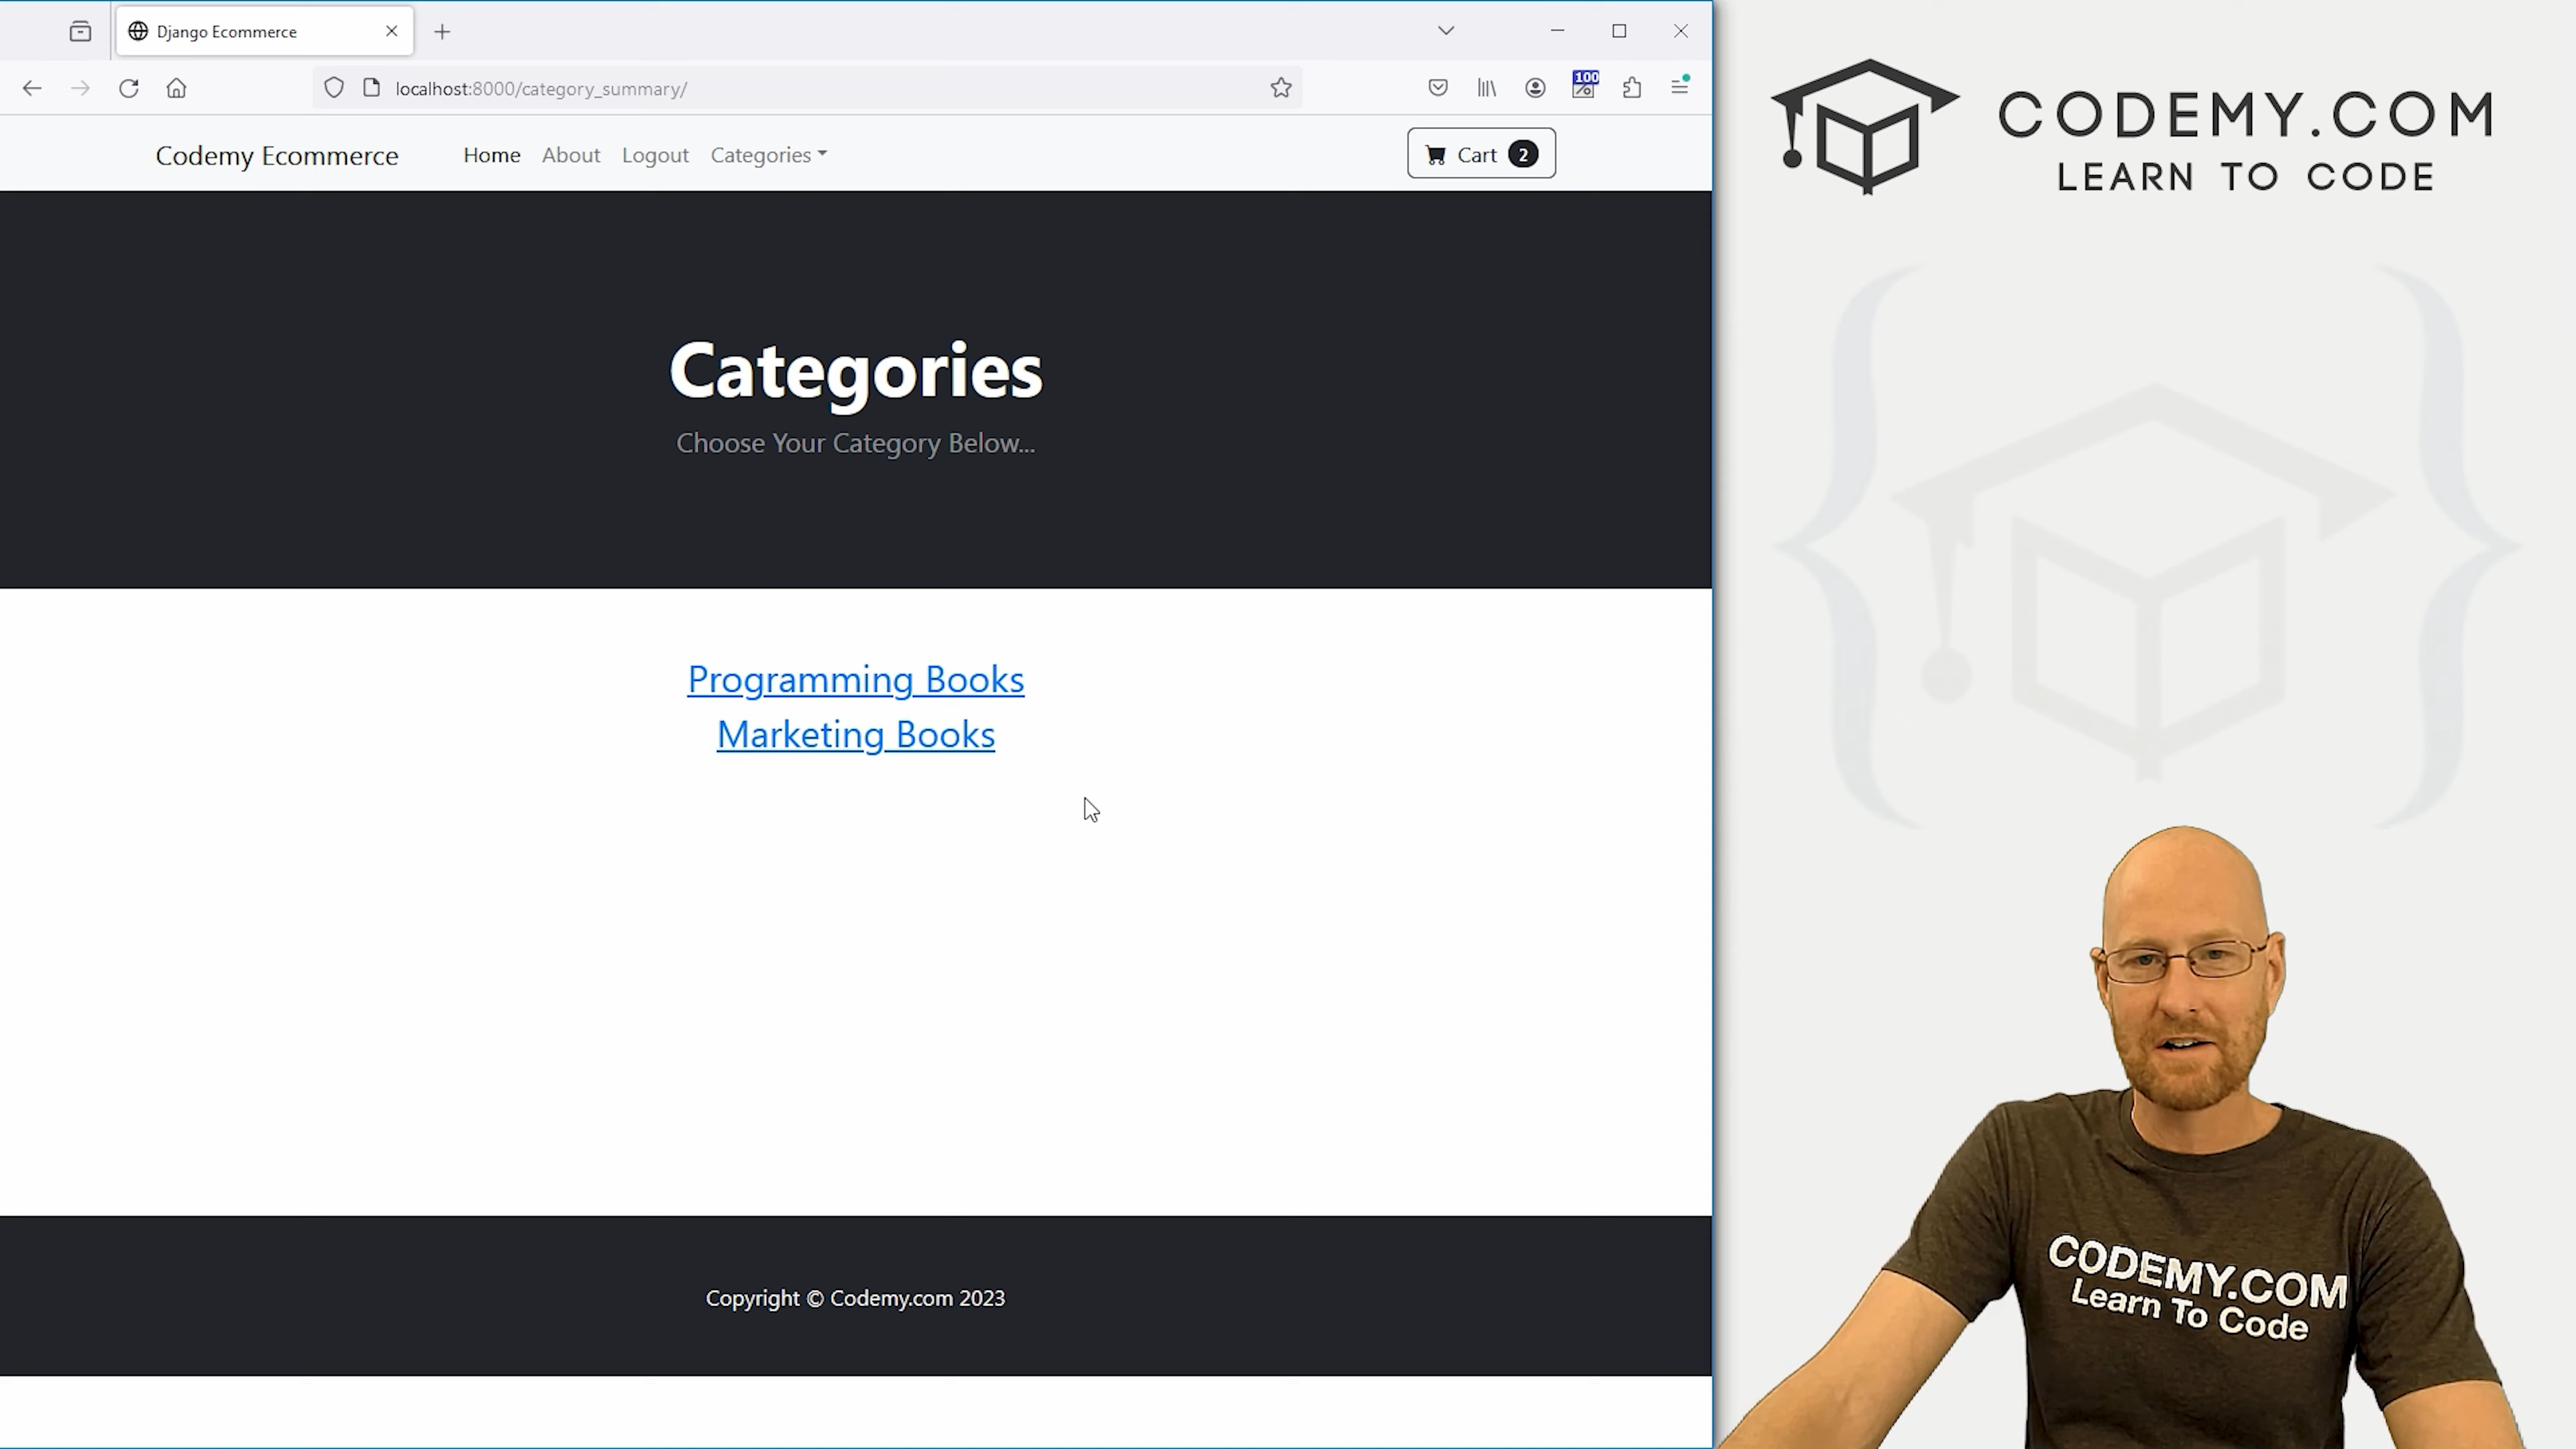 Django Ecommerce
localhost:8000/category_summary/
100
Codemy Ecommerce Home About Logout Categories Cart 2
Categories
Choose Your Category Below...
Programming Books
Marketing Books
Copyright © Codemy.com 2023
CODEMY.COM
LEARN TO CODE
CODEMY.COM
Learn To Code